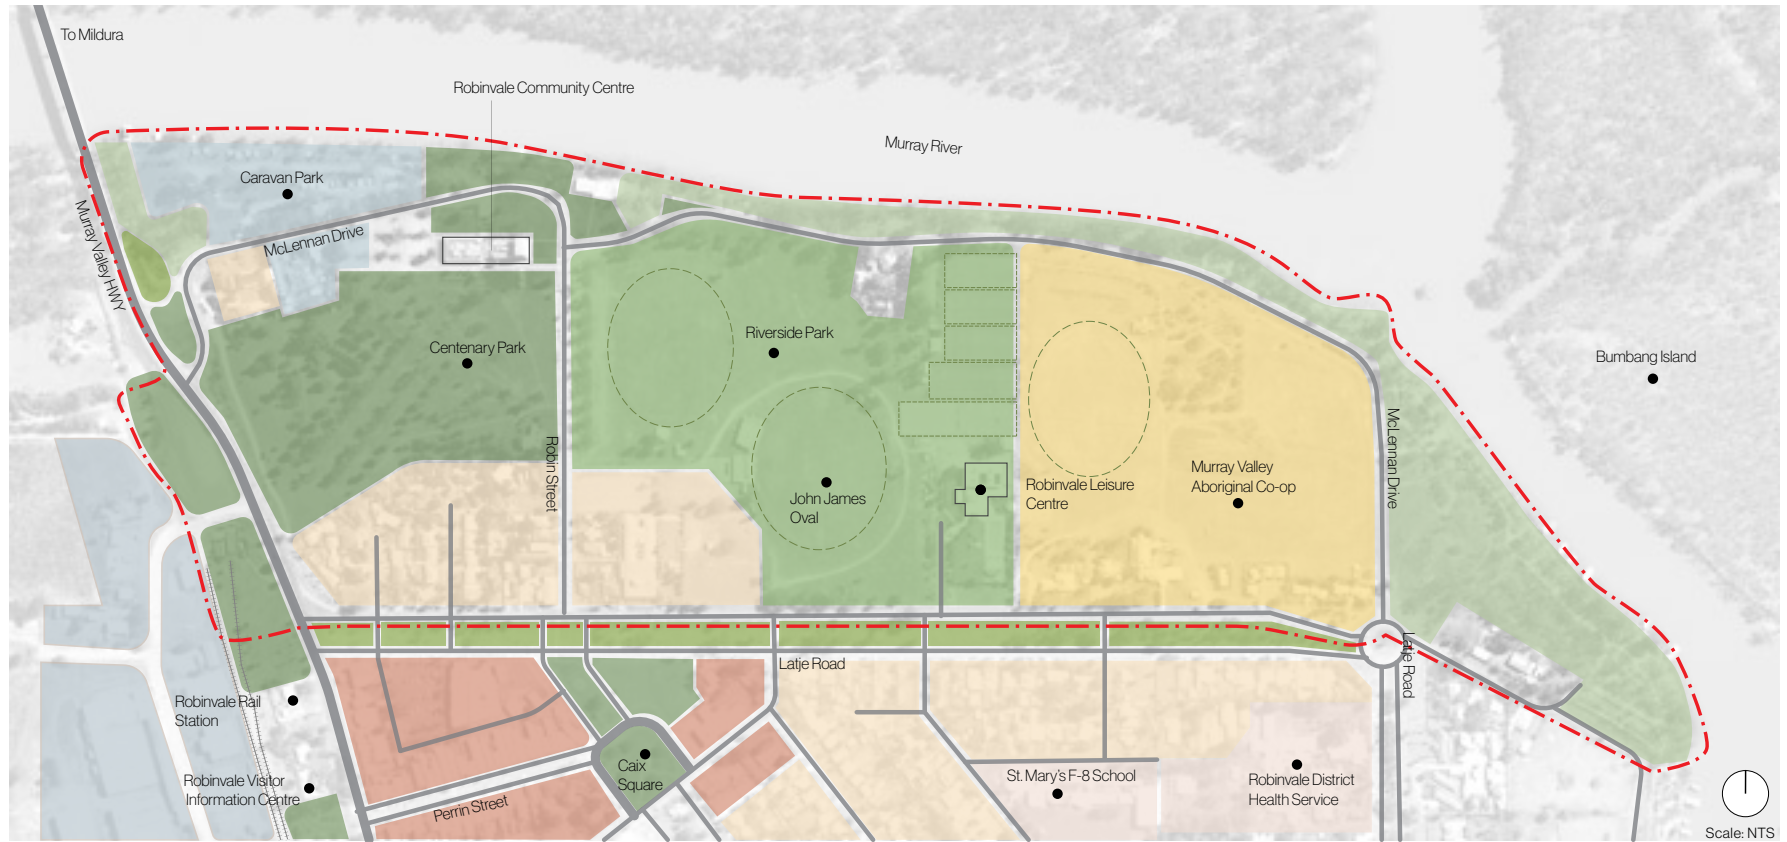 To Mildura
Robinvale Community Centre
Murray River
Caravan Park
Murray Valley HWY
McLennan Drive
Riverside Park
Centenary Park
Bumbang Island
Robin Street
McLennan Drive
Murray Valley
Aboriginal Co-op
Robinvale Leisure
Centre
John James
Oval
Latje Road
Latje Road
Robinvale Rail
Station
Caix
Square
Robinvale Visitor
Information Centre
Perrin Street
St. Mary's F-8 School
Robinvale District
Health Service
Scale: NTS